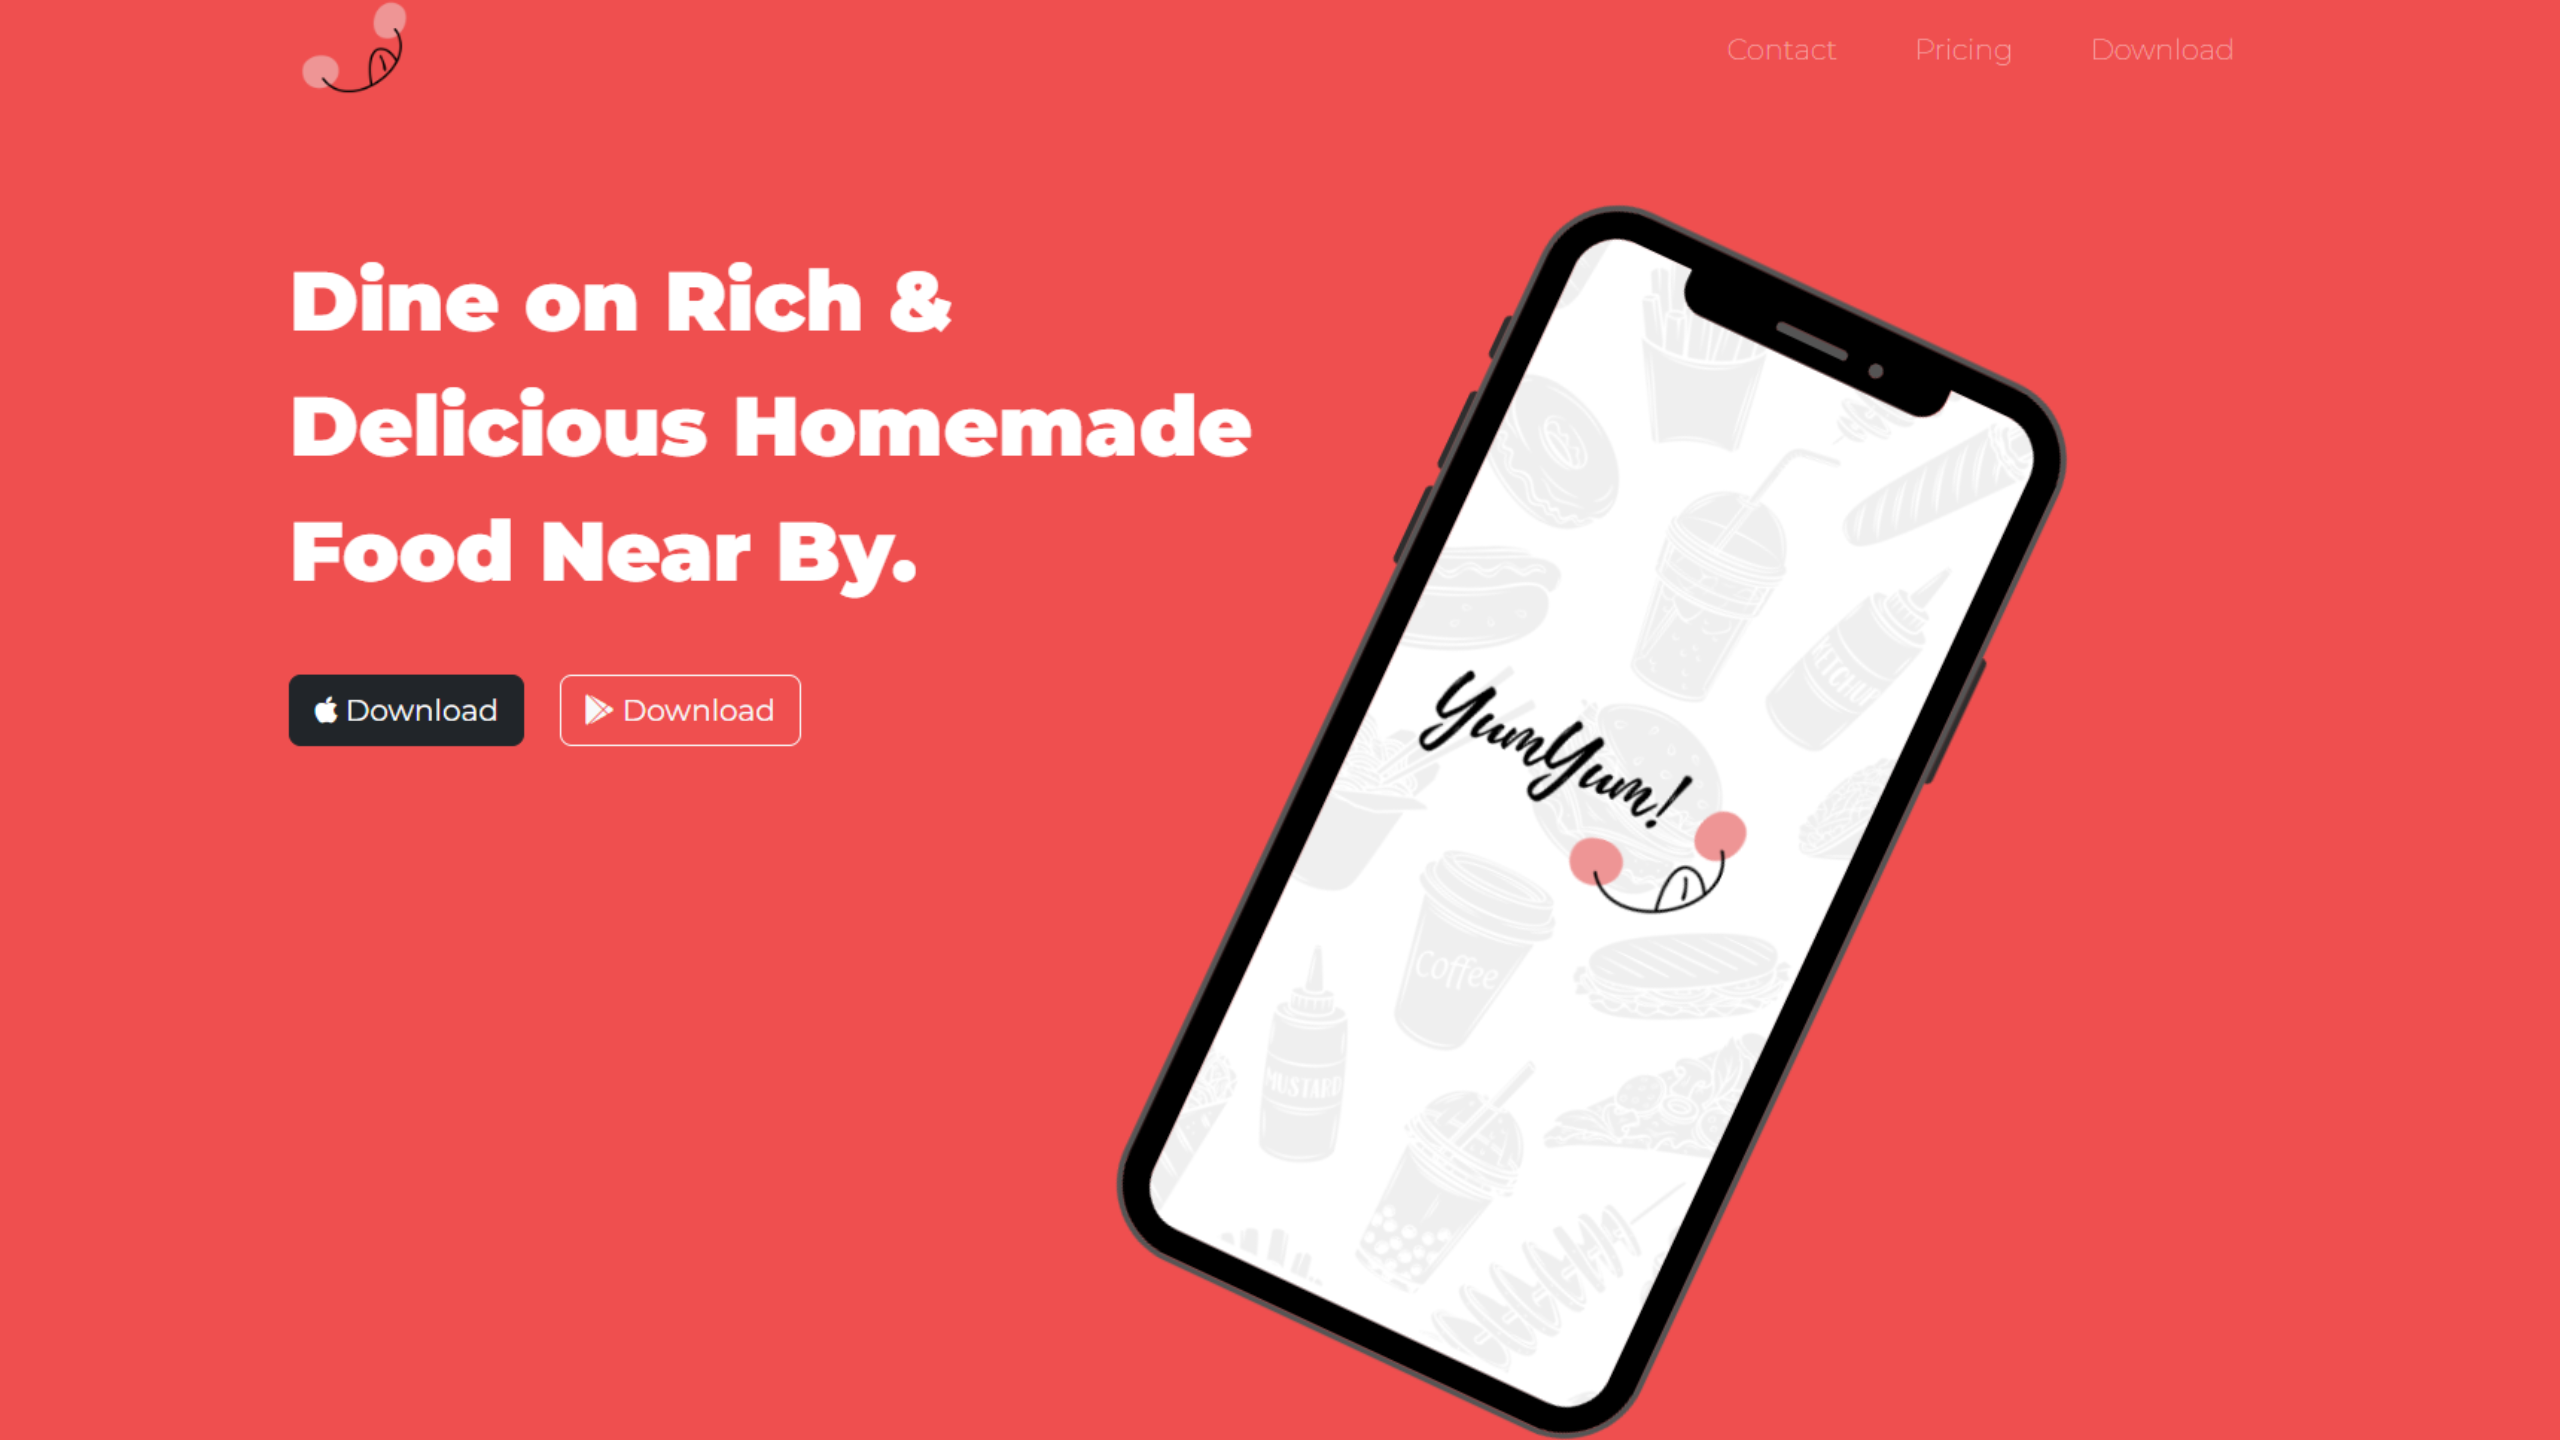 Contact
Pricing
Download
Dine on Rich &
Delicious Homemade
Food Near By.
Download
Download
YumYum!
KETCHUP
Coffee
MUSTARD